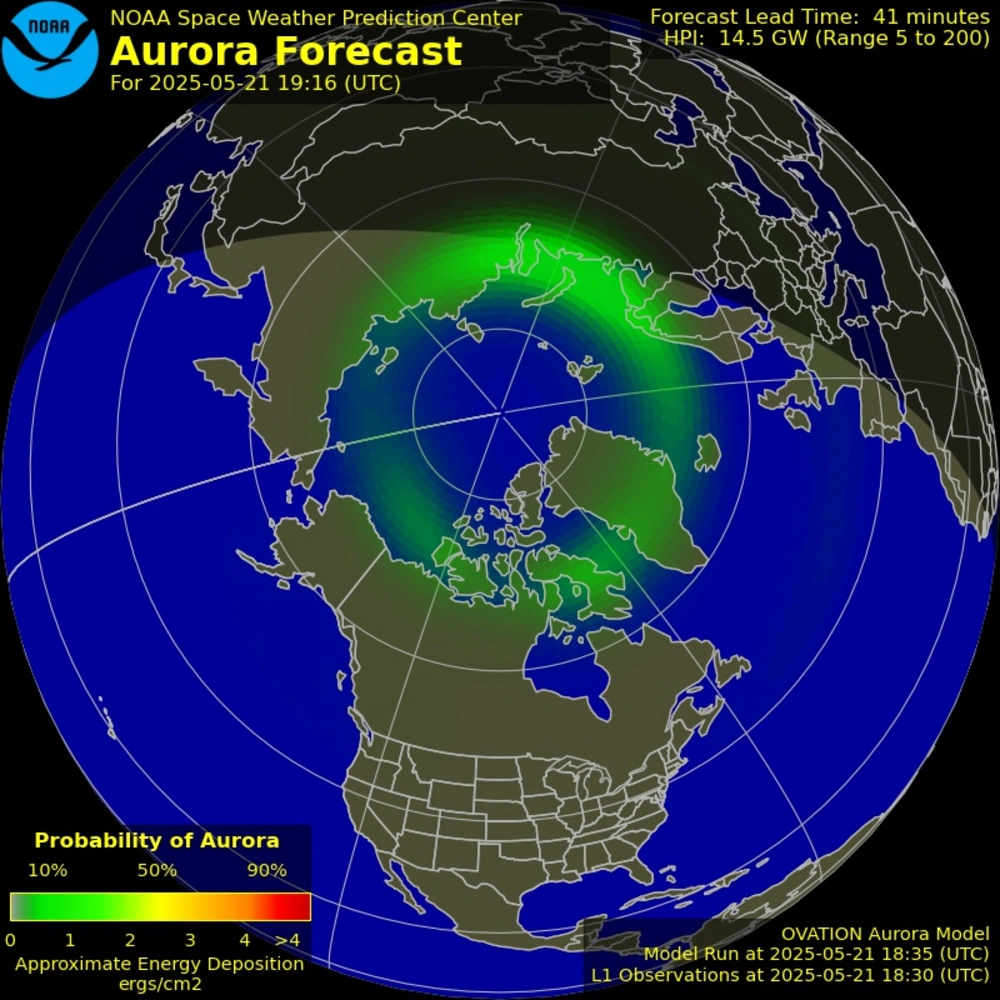 NOAA
NOAA Space Weather Prediction Center
Aurora Forecast
For 2025-05-21 19:16 (UTC)
Forecast Lead Time: 41 minutes
HPI: 14.5 GW (Range 5 to 200)
Probability of Aurora
10% 50% 90%
0 1 2 3 4 >4
Approximate Energy Deposition
ergs/cm2
OVATION Aurora Model
Model Run at 2025-05-21 18:35 (UTC)
L1 Observations at 2025-05-21 18:30 (UTC)